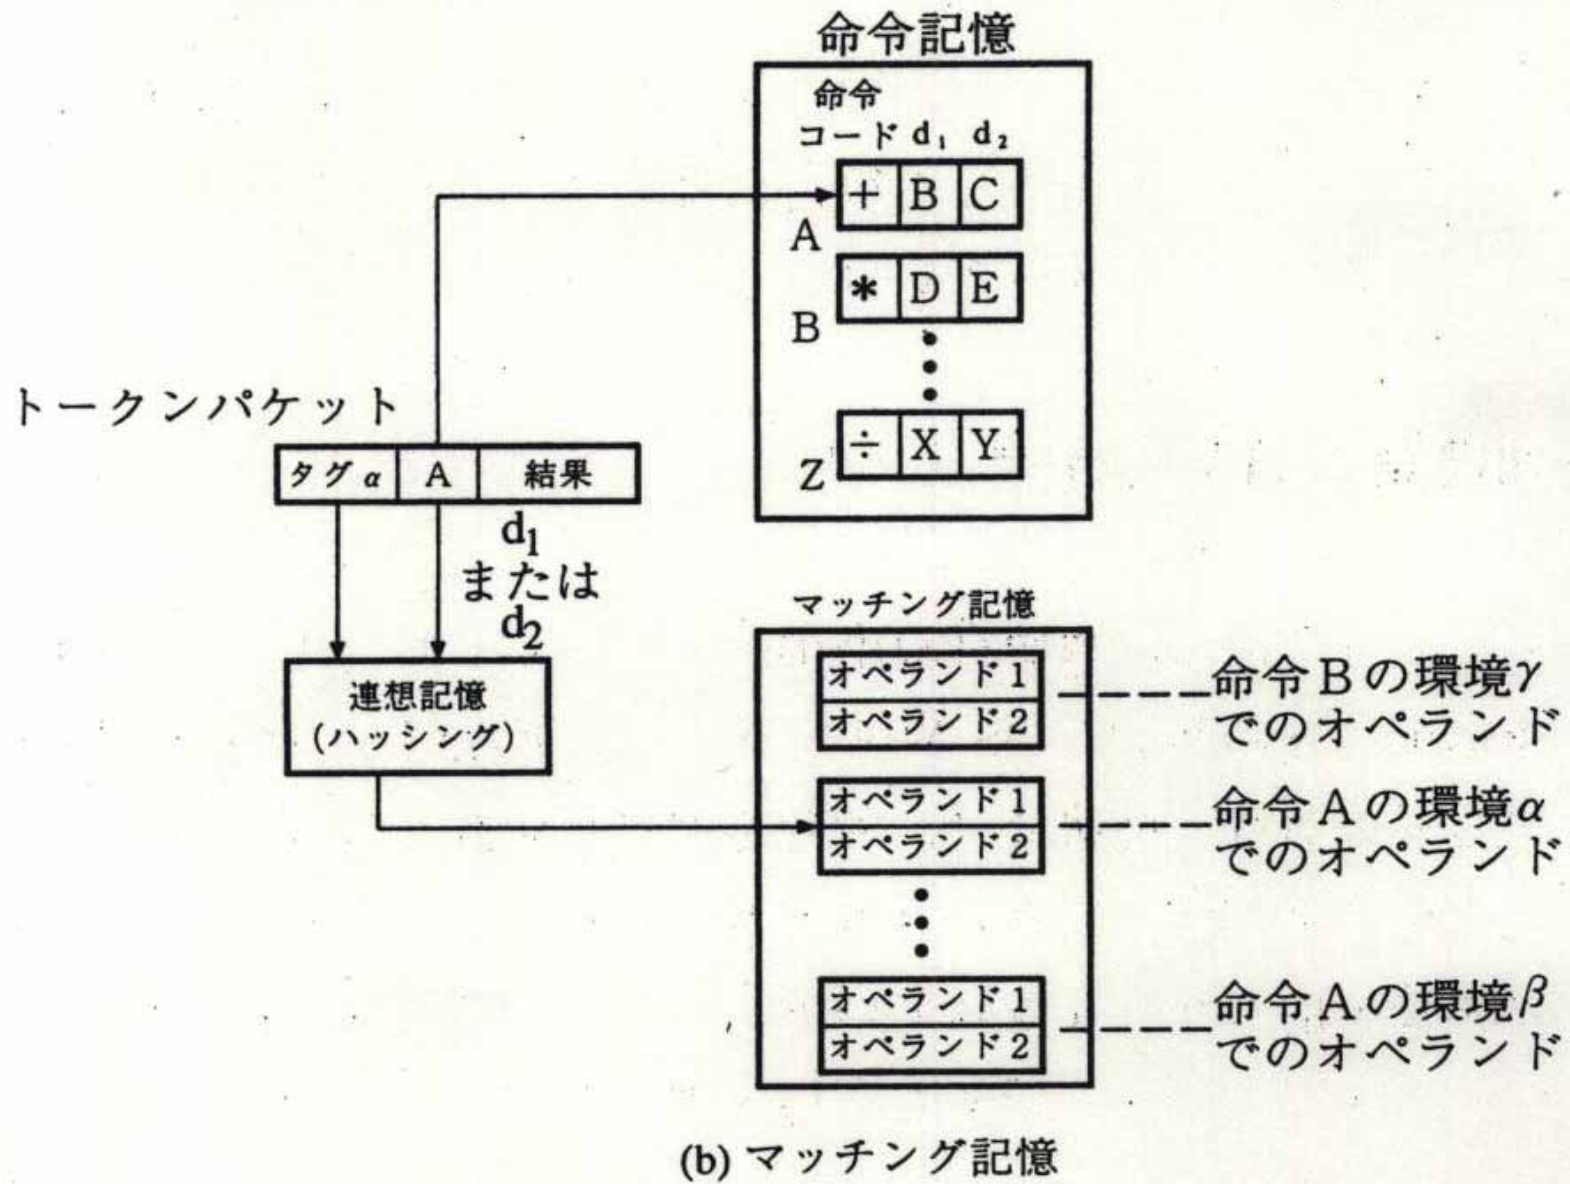 命令記憶
命令
コード d₁ d₂
+ B C
A
* D E
B
÷ X Y
Z
トークンパケット
タグα A 結果
d₁
または
d₂
連想記憶
(ハッシング)
マッチング記憶
オペランド1
オペランド2
命令Bの環境γ
でのオペランド
オペランド1
オペランド2
命令Aの環境α
でのオペランド
オペランド1
オペランド2
命令Aの環境β
でのオペランド
(b) マッチング記憶